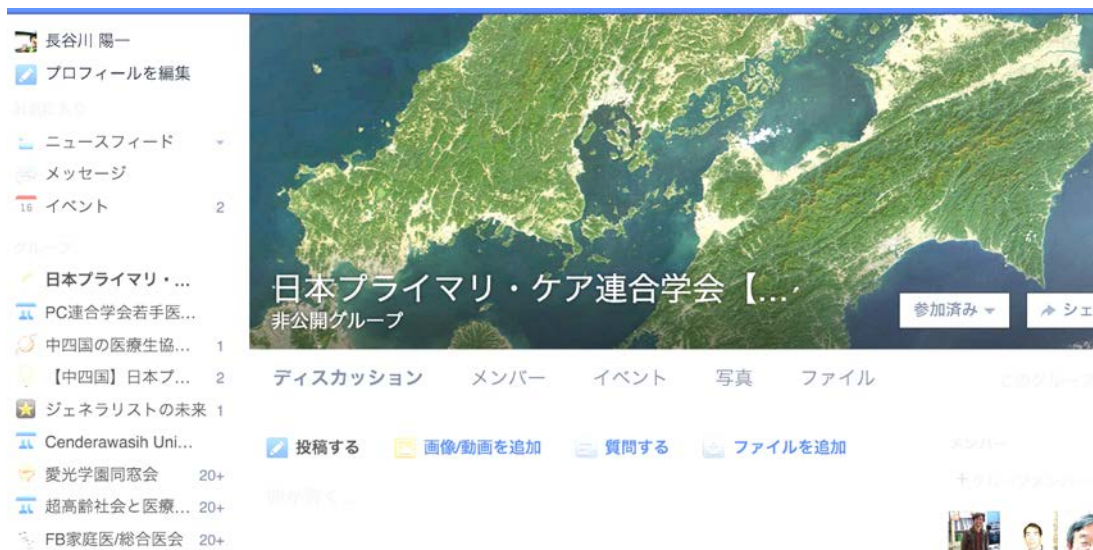 長谷川 陽一
プロフィールを編集
ニュースフィード
メッセージ
16 イベント 2
グループ
日本プライマリ・...
PC連合学会若手医...
中四国の医療生協... 1
【中四国】日本プ... 2
ジェネラリストの未来 1
Cenderawasih Uni...
愛光学園同窓会 20+
超高齢社会と医療... 20+
FB家庭医/総合医会 20+
日本プライマリ・ケア連合学会【...
非公開グループ
参加済み
シェ
ディスカッション メンバー イベント 写真 ファイル
投稿する 画像/動画を追加 質問する ファイルを追加
メンバー